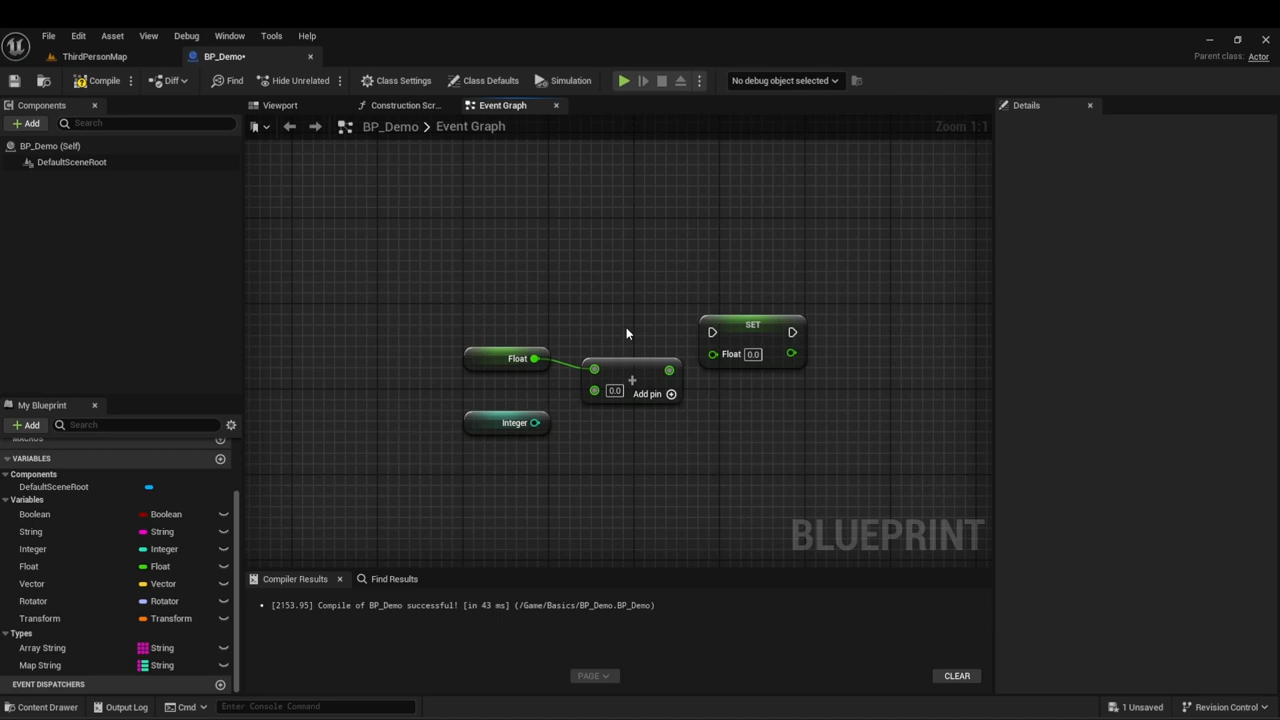 File Edit Asset View Debug Window Tools Help
ThirdPersonMap
BP_Demo•
Parent class: Actor
Compile
Diff
Find
Hide Unrelated
Class Settings
Class Defaults
Simulation
No debug object selected
Components
Viewport
Construction Scr...
Event Graph
Details
Add
Search
BP_Demo > Event Graph
Zoom 1:1
BP_Demo (Self)
DefaultSceneRoot
SET
Float 0.0
Float
+
0.0
Add pin
Integer
BLUEPRINT
My Blueprint
Add
Search
MACROS
VARIABLES
Components
DefaultSceneRoot
Variables
Boolean Boolean
String String
Integer Integer
Float Float
Vector Vector
Rotator Rotator
Transform Transform
Types
Array String String
Map String String
EVENT DISPATCHERS
Compiler Results
Find Results
[2153.95] Compile of BP_Demo successful! [in 43 ms] (/Game/Basics/BP_Demo.BP_Demo)
PAGE
CLEAR
Content Drawer
Output Log
Cmd
Enter Console Command
1 Unsaved
Revision Control